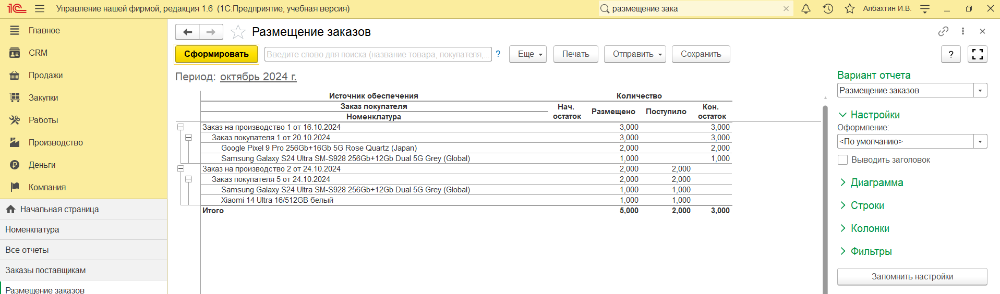 1С Управление нашей фирмой, редакция 1.6 (1С:Предприятие, учебная версия) размещение зака Албахтин И.В.
Главное
CRM
Продажи
Закупки
Работы
Производство
Деньги
Компания
Начальная страница
Номенклатура
Все отчеты
Заказы поставщикам
Размещение заказов
Размещение заказов
Сформировать Введите слово для поиска (название товара, покупателя,... ? Еще Печать Отправить Сохранить ?
Период: октябрь 2024 г.
Источник обеспечения Количество
Заказ покупателя Нач. остаток Размещено Поступило Кон. остаток
Номенклатура
Заказ на производство 1 от 16.10.2024 3,000 3,000
Заказ покупателя 1 от 20.10.2024 3,000 3,000
Google Pixel 9 Pro 256Gb+16Gb 5G Rose Quartz (Japan) 2,000 2,000
Samsung Galaxy S24 Ultra SM-S928 256Gb+12Gb Dual 5G Grey (Global) 1,000 1,000
Заказ на производство 2 от 24.10.2024 2,000 2,000
Заказ покупателя 5 от 24.10.2024 2,000 2,000
Samsung Galaxy S24 Ultra SM-S928 256Gb+12Gb Dual 5G Grey (Global) 1,000 1,000
Xiaomi 14 Ultra 16/512GB белый 1,000 1,000
Итого 5,000 2,000 3,000
Вариант отчета
Размещение заказов
Настройки
Оформление:
<По умолчанию>
Выводить заголовок
Диаграмма
Строки
Колонки
Фильтры
Запомнить настройки